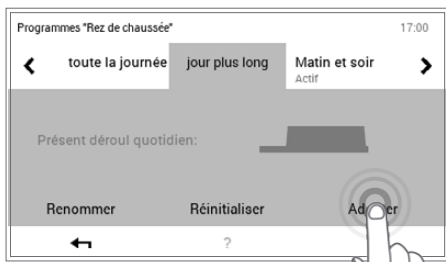 Programmes "Rez de chaussée" 17:00
toute la journée jour plus long Matin et soir
Actif
Présent déroul quotidien:
Renommer Réinitialiser
?